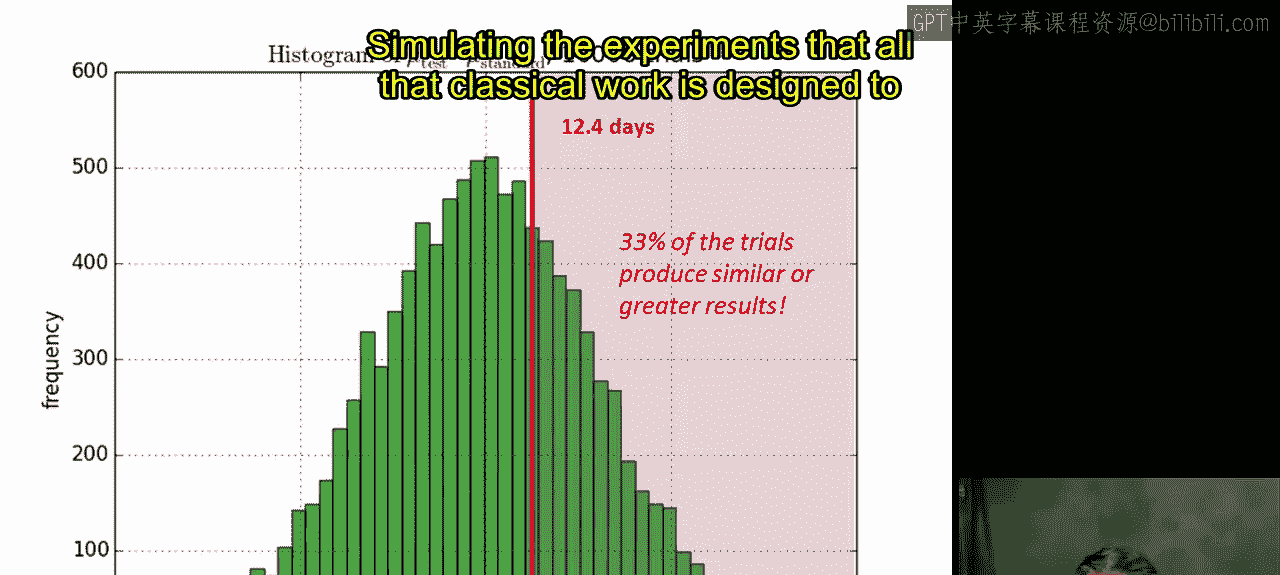 GPT中英字幕课程资源@bilibili.com
Simulating the experiments that all
that classical work is designed to
Histogram
test
standard
600
12.4 days
500
33% of the trials
produce similar or
greater results!
400
frequency
300
200
100